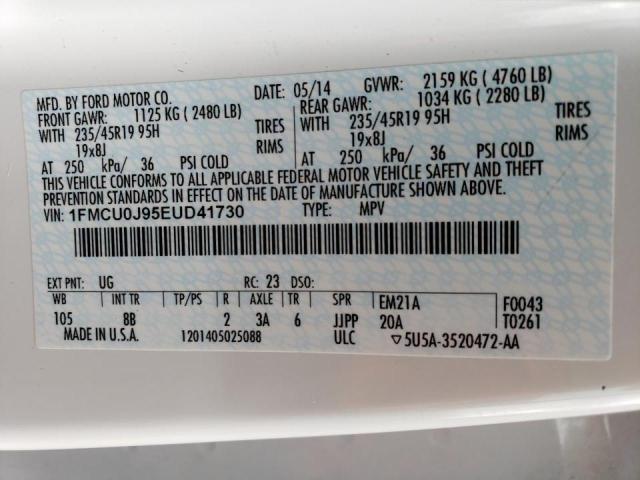 MFD. BY FORD MOTOR CO. DATE: 05/14 GVWR: 2159 KG ( 4760 LB)
FRONT GAWR: 1125 KG ( 2480 LB) REAR GAWR: 1034 KG ( 2280 LB)
WITH 235/45R19 95H TIRES WITH 235/45R19 95H TIRES
19x8J RIMS 19x8J RIMS
AT 250 kPa/ 36 PSI COLD AT 250 kPa/ 36 PSI COLD
THIS VEHICLE CONFORMS TO ALL APPLICABLE FEDERAL MOTOR VEHICLE SAFETY AND THEFT
PREVENTION STANDARDS IN EFFECT ON THE DATE OF MANUFACTURE SHOWN ABOVE.
VIN: 1FMCU0J95EUD41730 TYPE: MPV
EXT PNT: UG RC: 23 DSO:
WB INT TR TP/PS R AXLE TR SPR EM21A F0043
105 8B 2 3A 6 JJPP 20A T0261
MADE IN U.S.A. 1201405025088 ULC ▽5U5A-3520472-AA